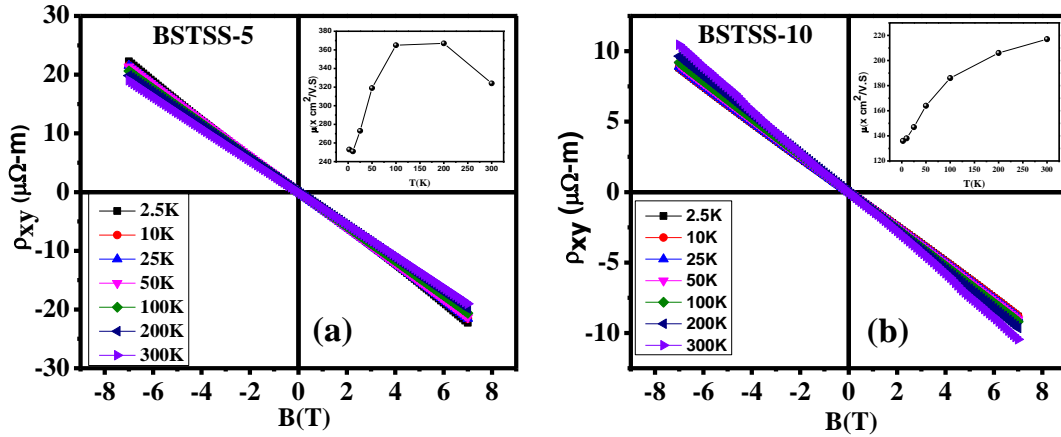 BSTSS-5
30
20
10
0
-10
-20
-30
ρxy (μΩ-m)
-8 -6 -4 -2 0 2 4 6 8
B(T)
2.5K
10K
25K
50K
100K
200K
300K
(a)
400
380
360
340
320
300
280
260
240
μ(x cm²/V.S)
0 50 100 150 200 250 300
T(K)
BSTSS-10
10
5
0
-5
-10
ρxy (μΩ-m)
-8 -6 -4 -2 0 2 4 6 8
B(T)
2.5K
10K
25K
50K
100K
200K
300K
(b)
240
220
200
180
160
140
120
μ(x cm²/V.S)
0 50 100 150 200 250 300
T(K)